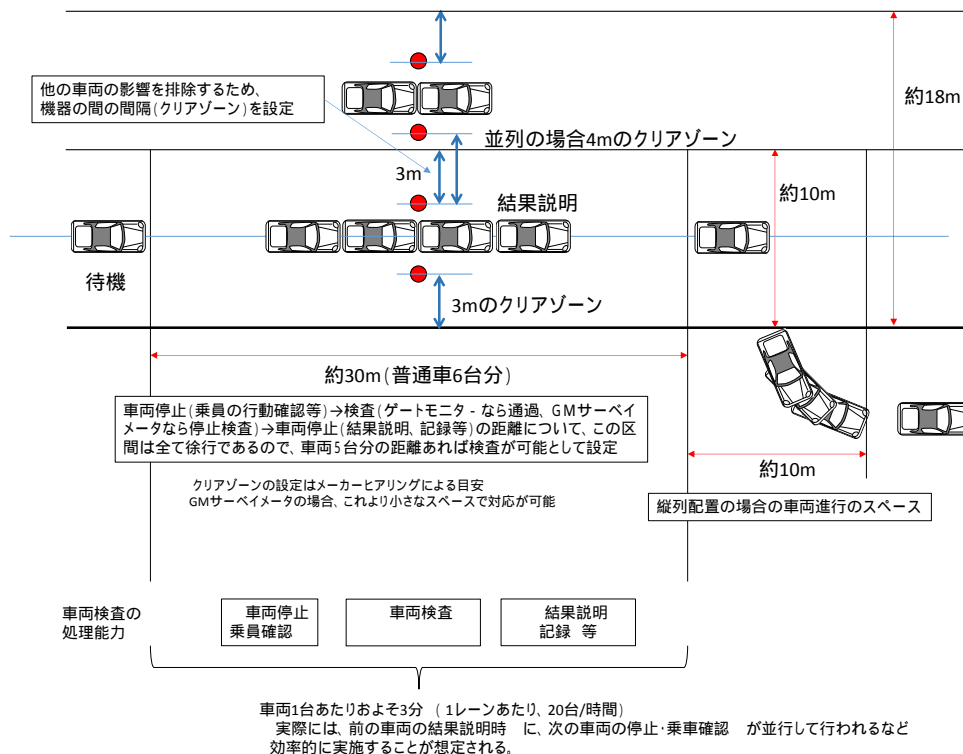 他の車両の影響を排除するため、
機器の間の間隔(クリアゾーン)を設定
約18m
並列の場合4mのクリアゾーン
3m
約10m
結果説明
待機
3mのクリアゾーン
約30m(普通車6台分)
車両停止(乗員の行動確認等)→検査(ゲートモニタ-なら通過、GMサーベイ
メータなら停止検査)→車両停止(結果説明、記録等)の距離について、この区
間は全て徐行であるので、車両5台分の距離あれば検査が可能として設定
約10m
クリアゾーンの設定はメーカーヒアリングによる目安
GMサーベイメータの場合、これより小さなスペースで対応が可能
縦列配置の場合の車両進行のスペース
車両検査の
処理能力
車両停止
乗員確認
車両検査
結果説明
記録 等
車両1台あたりおよそ3分 (1レーンあたり、20台/時間)
実際には、前の車両の結果説明時 に、次の車両の停止・乗車確認 が並行して行われるなど
効率的に実施することが想定される。